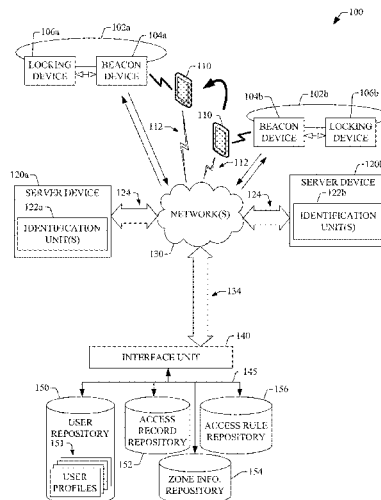 100
102a
106a
104a
LOCKING DEVICE
BEACON DEVICE
110
110
112
112
104b
102b
106b
BEACON DEVICE
LOCKING DEVICE
120a
SERVER DEVICE
122a
IDENTIFICATION UNIT(S)
124
NETWORK(S)
130
124
120b
SERVER DEVICE
122b
IDENTIFICATION UNIT(S)
134
140
INTERFACE UNIT
145
150
USER REPOSITORY
151
USER PROFILES
ACCESS RECORD REPOSITORY
152
156
ACCESS RULE REPOSITORY
ZONE INFO. REPOSITORY
154